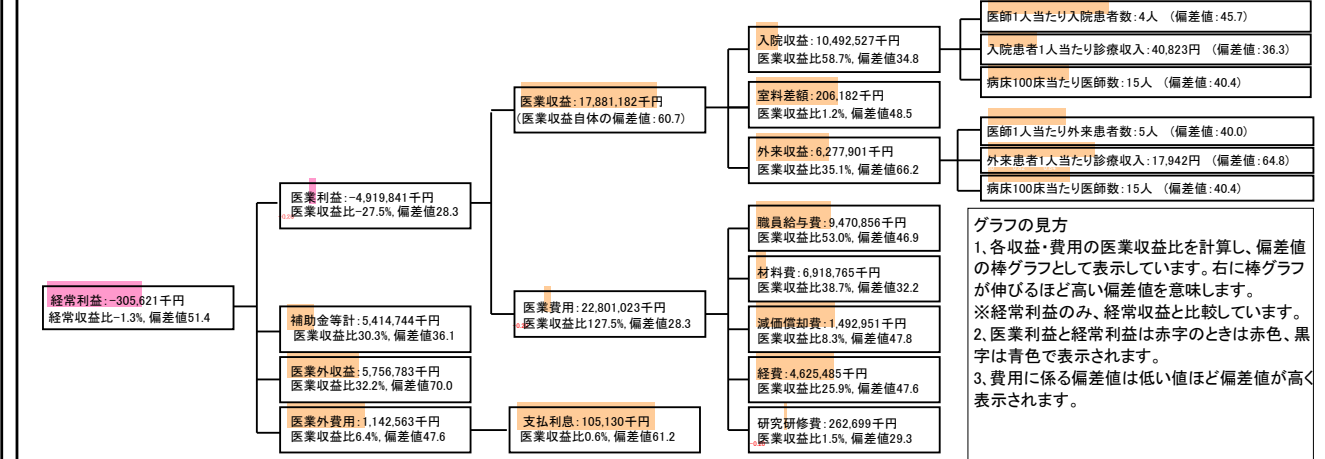 経常利益:-305,621千円
経常収支比-1.3%, 偏差値51.4
医業利益:-4,919,841千円
医業収益比-27.5%, 偏差値28.3
補助金等計:5,414,744千円
医業収益比30.3%, 偏差値36.1
医業外収益:5,756,783千円
医業収益比32.2%, 偏差値70.0
医業外費用:1,142,563千円
医業収益比6.4%, 偏差値47.6
医業収益:17,881,182千円
(医業収益自体の偏差値:60.7)
医業費用:22,801,023千円
医業収益比127.5%, 偏差値28.3
支払利息:105,130千円
医業収益比0.6%, 偏差値61.2
入院収益:10,492,527千円
医業収益比58.7%, 偏差値34.8
室料差額:206,182千円
医業収益比1.2%, 偏差値48.5
外来収益:6,277,901千円
医業収益比35.1%, 偏差値66.2
職員給与費:9,470,856千円
医業収益比53.0%, 偏差値46.9
材料費:6,918,765千円
医業収益比38.7%, 偏差値32.2
減価償却費:1,492,951千円
医業収益比8.3%, 偏差値47.8
経費:4,625,485千円
医業収益比25.9%, 偏差値47.6
研究研修費:262,699千円
医業収益比1.5%, 偏差値29.3
医師1人当たり入院患者数:4人 (偏差値:45.7)
入院患者1人当たり診療収入:40,823円 (偏差値:36.3)
病床100床当たり医師数:15人 (偏差値:40.4)
医師1人当たり外来患者数:5人 (偏差値:40.0)
外来患者1人当たり診療収入:17,942円 (偏差値:64.8)
病床100床当たり医師数:15人 (偏差値:40.4)
グラフの見方
1、各収益・費用の医業収益比を計算し、偏差値
の棒グラフとして表示しています。右に棒グラフ
が伸びるほど高い偏差値を意味します。
※経常利益のみ、経常収益と比較しています。
2、医業利益と経常利益は赤字のときは赤色、黒
字は青色で表示されます。
3、費用に係る偏差値は低い値ほど偏差値が高く
表示されます。